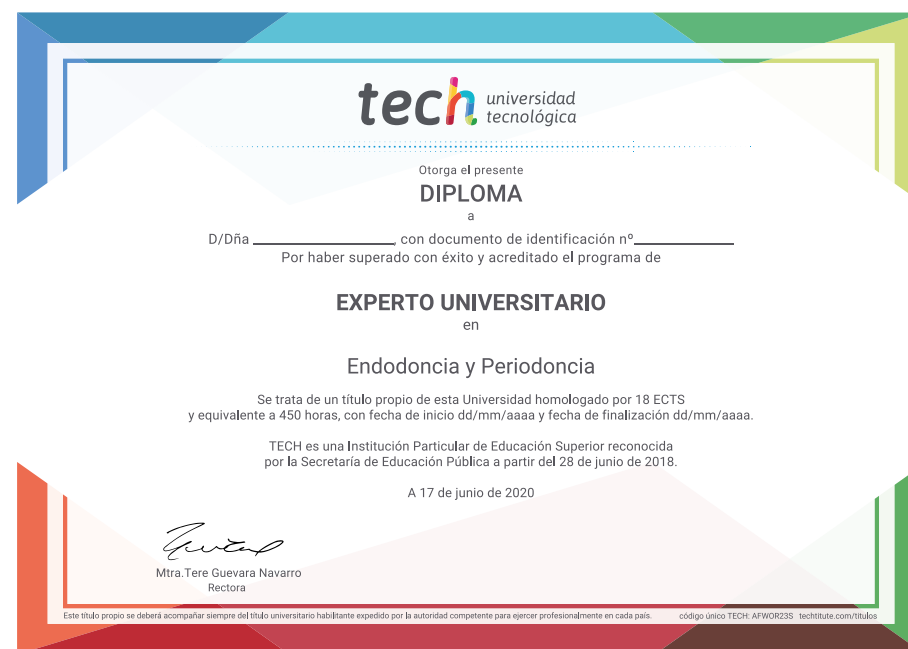 tech universidad
tecnológica
Otorga el presente
DIPLOMA
a
D/Dña ____________, con documento de identificación nº____________
Por haber superado con éxito y acreditado el programa de
EXPERTO UNIVERSITARIO
en
Endodoncia y Periodoncia
Se trata de un título propio de esta Universidad homologado por 18 ECTS
y equivalente a 450 horas, con fecha de inicio dd/mm/aaaa y fecha de finalización dd/mm/aaaa.
TECH es una Institución Particular de Educación Superior reconocida
por la Secretaría de Educación Pública a partir del 28 de junio de 2018.
A 17 de junio de 2020
Mtra.Tere Guevara Navarro
Rectora
Este título propio se deberá acompañar siempre del título universitario habilitante expedido por la autoridad competente para ejercer profesionalmente en cada país. código único TECH: AFWOR23S techtitute.com/títulos